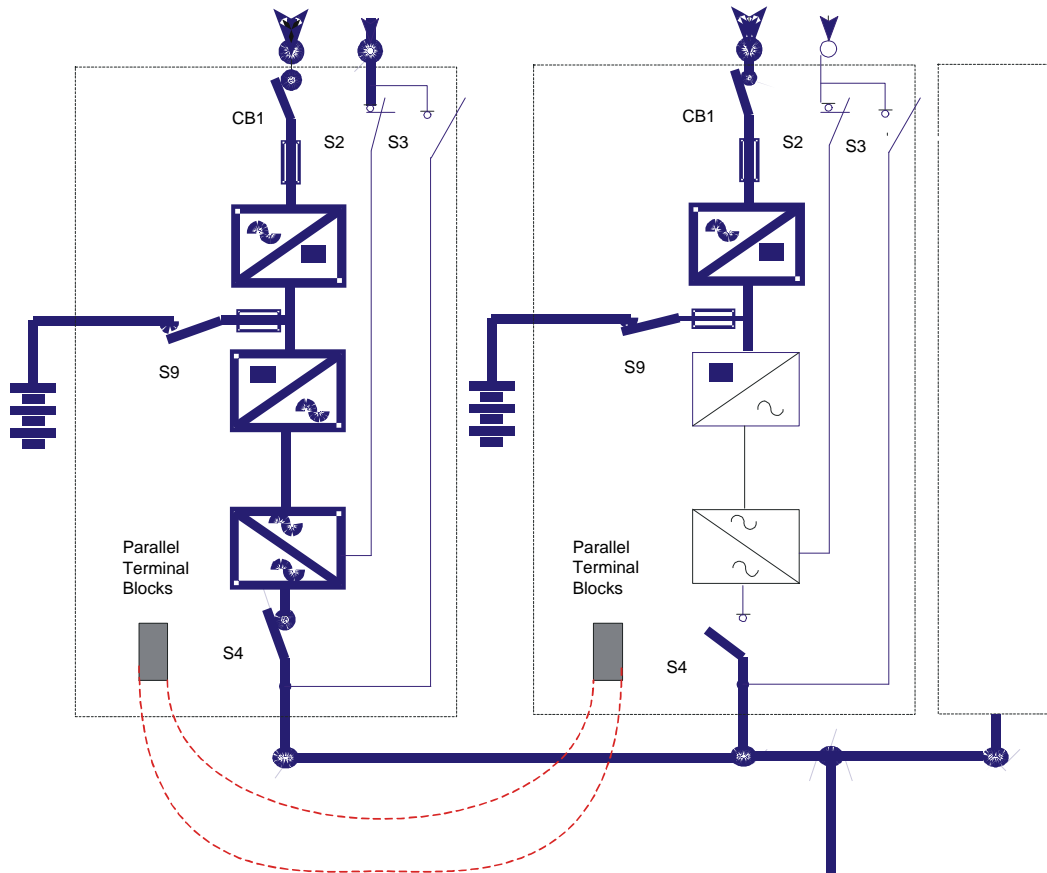 CB1
S2
S3
S9
Parallel
Terminal
Blocks
S4
CB1
S2
S3
S9
Parallel
Terminal
Blocks
S4